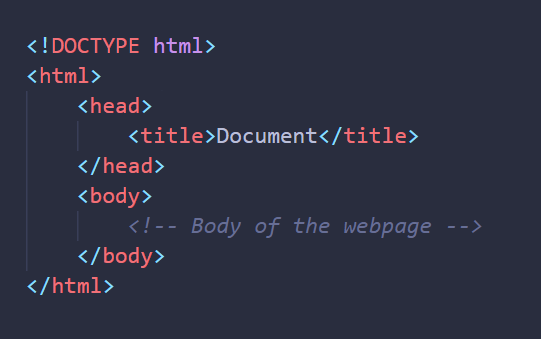 <!DOCTYPE html>
<html>
    <head>
        <title>Document</title>
    </head>
    <body>
        <!-- Body of the webpage -->
    </body>
</html>